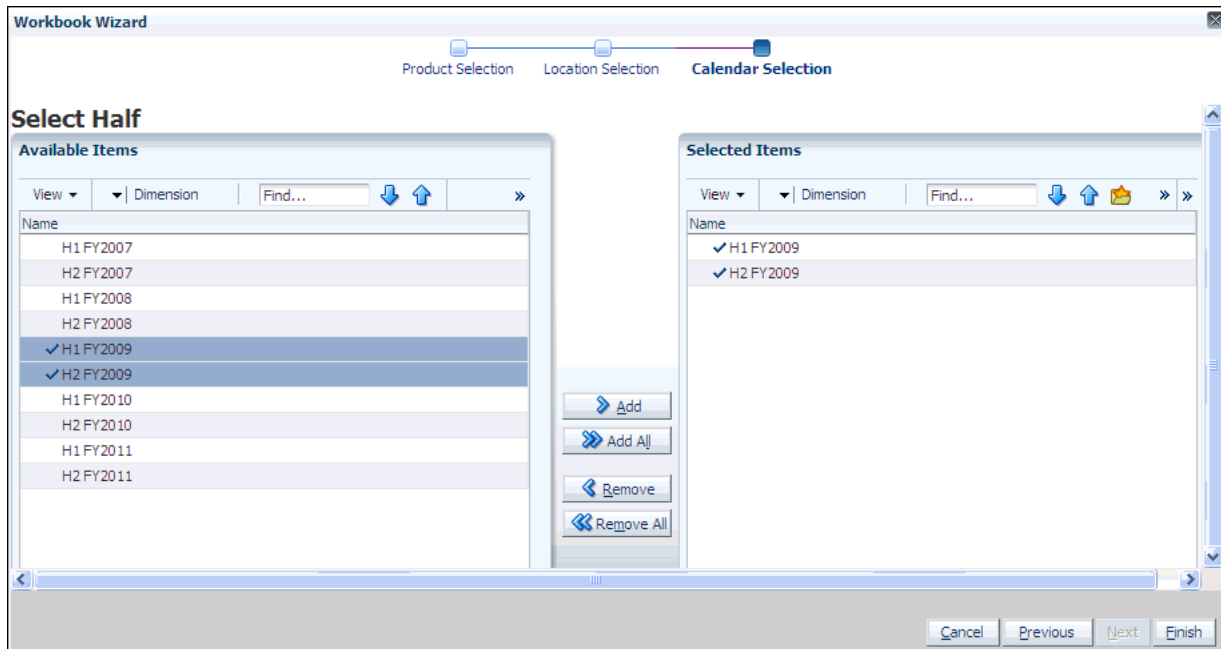 Workbook Wizard
Product Selection Location Selection Calendar Selection
Select Half
Available Items
View Dimension Find...
Name
H1 FY2007
H2 FY2007
H1 FY2008
H2 FY2008
H1 FY2009
H2 FY2009
H1 FY2010
H2 FY2010
H1 FY2011
H2 FY2011
Add
Add All
Remove
Remove All
Selected Items
View Dimension Find...
Name
H1 FY2009
H2 FY2009
Cancel Previous Next Finish